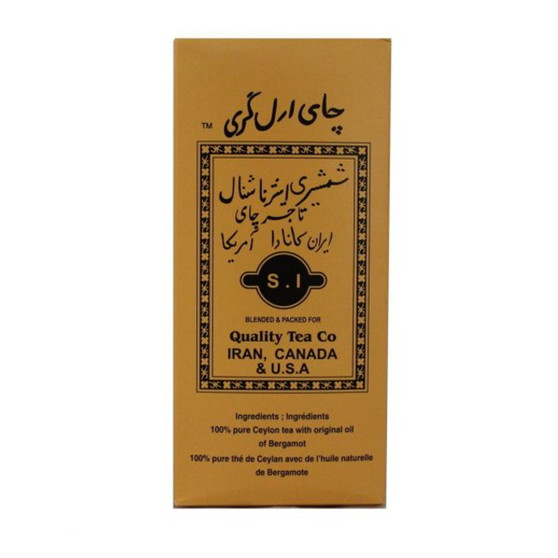 چای ارل گری
TM
شمشیری اینترناشنال
تاجر چای
ایران کانادا آمریکا
S.I
BLENDED & PACKED FOR
Quality Tea Co
IRAN, CANADA
& U.S.A
Ingredients ; Ingrédients
100% pure Ceylon tea with original oil
of Bergamot
100% pure thé de Ceylan avec de l'huile naturelle
de Bergamote